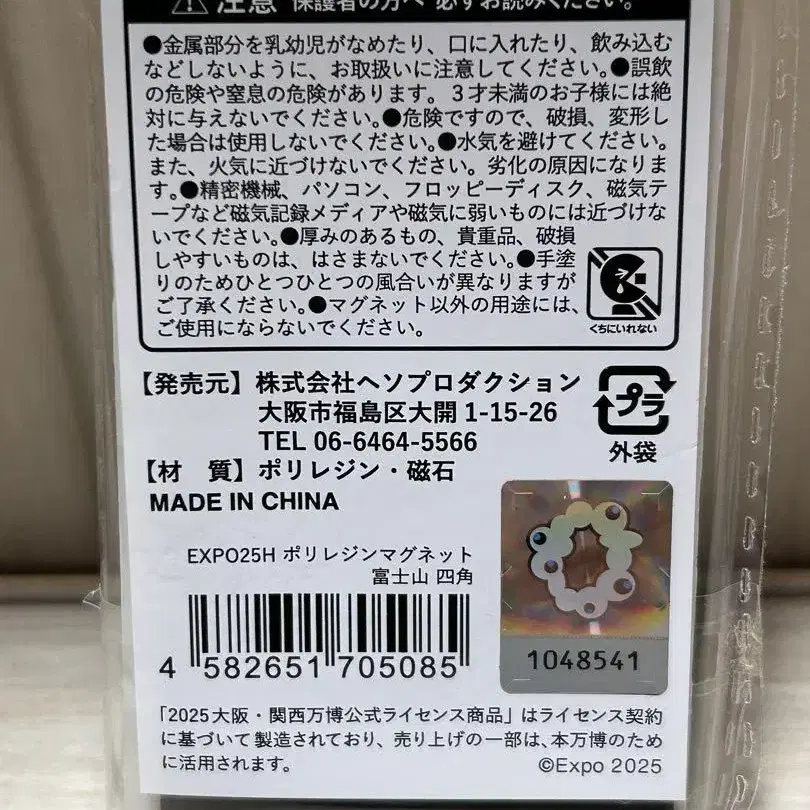 注意 保護者の方へ 必ずお読みください。
●金属部分を乳幼児がなめたり、口に入れたり、飲み込む
などしないように、お取扱いに注意してください。●誤飲
の危険や窒息の危険があります。3才未満のお子様には絶
対に与えないでください。●危険ですので、破損、変形し
た場合は使用しないでください。●水気を避けてください。
また、火気に近づけないでください。劣化の原因になりま
す。●精密機械、パソコン、フロッピーディスク、磁気テ
ープなど磁気記録メディアや磁気に弱いものには近づけな
いでください。●厚みのあるもの、貴重品、破損
しやすいものは、はさまないでください。●手塗
りのためひとつひとつの風合いが異なりますが
ご了承ください。●マグネット以外の用途には、
ご使用にならないでください。
くちにいれない
【発売元】株式会社ヘソプロダクション
大阪市福島区大開 1-15-26
TEL 06-6464-5566
プラ
外袋
【材　質】ポリレジン・磁石
MADE IN CHINA
EXPO25H ポリレジンマグネット
富士山 四角
4 582651 705085
1048541
「2025大阪・関西万博公式ライセンス商品」はライセンス契約
に基づいて製造されており、売り上げの一部は、本万博のため
に活用されます。
©Expo 2025